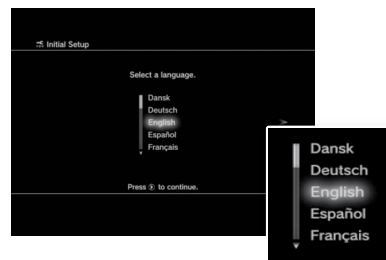 Initial Setup
Select a language.
Dansk
Deutsch
English
Español
Français
Press to continue.
Dansk
Deutsch
English
Español
Français